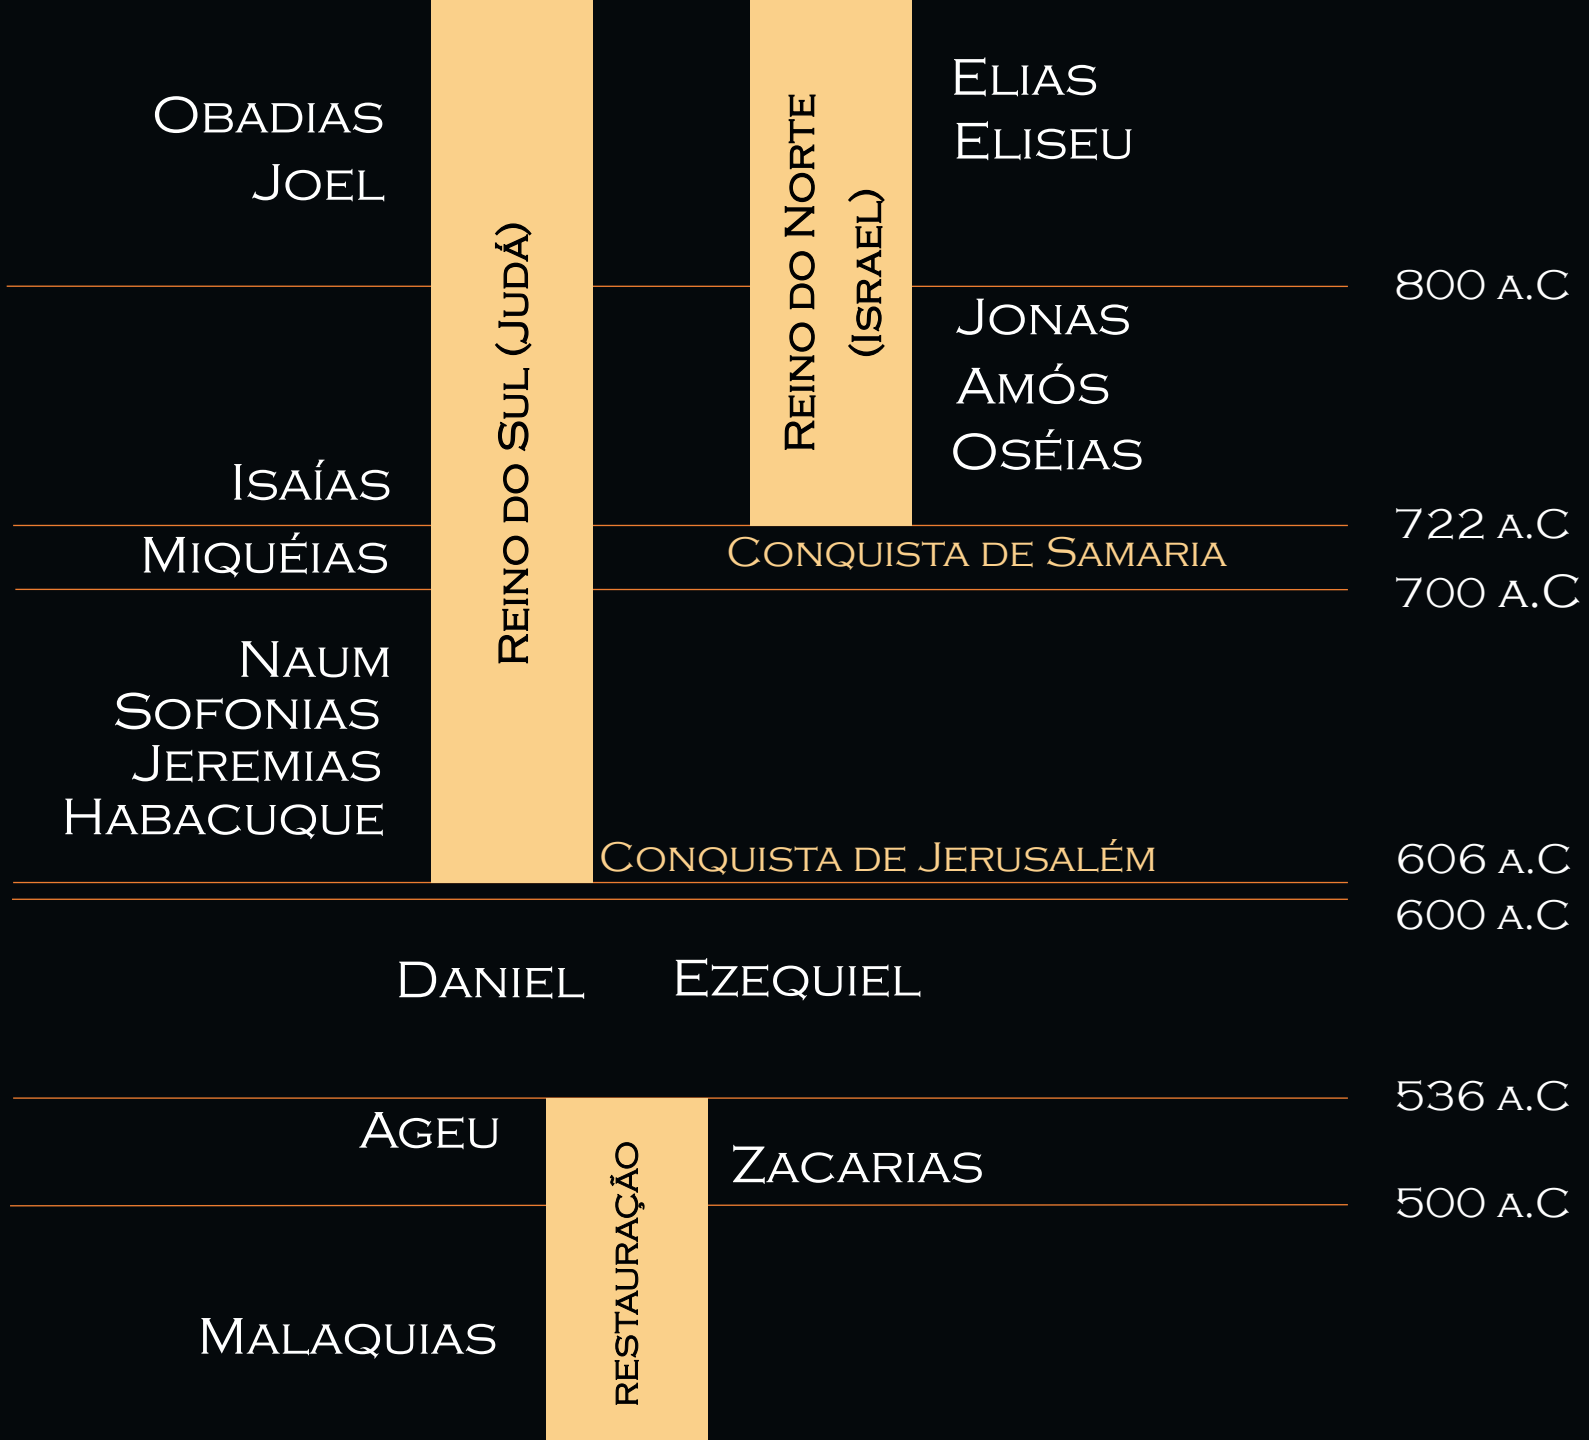 Obadias
Joel
Reino do Sul (Judá)
Reino do Norte
(Israel)
Elias
Eliseu
800 a.C
Jonas
Amós
Oséias
Isaías
722 a.C
Miquéias
Conquista de Samaria
700 a.C
Naum
Sofonias
Jeremias
Habacuque
Conquista de Jerusalém
606 a.C
600 a.C
Daniel
Ezequiel
536 a.C
Ageu
restauração
Zacarias
500 a.C
Malaquias